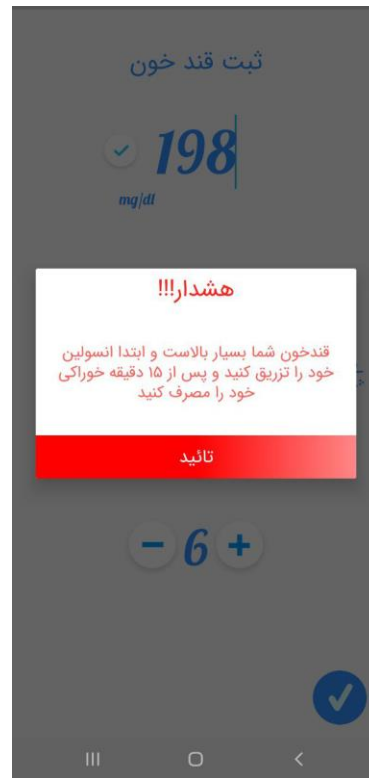 ثبت قند خون
198
mg/dl
هشدار!!!
قندخون شما بسیار بالاست و ابتدا انسولین
خود را تزریق کنید و پس از ۱۵ دقیقه خوراکی
خود را مصرف کنید
تائید
6